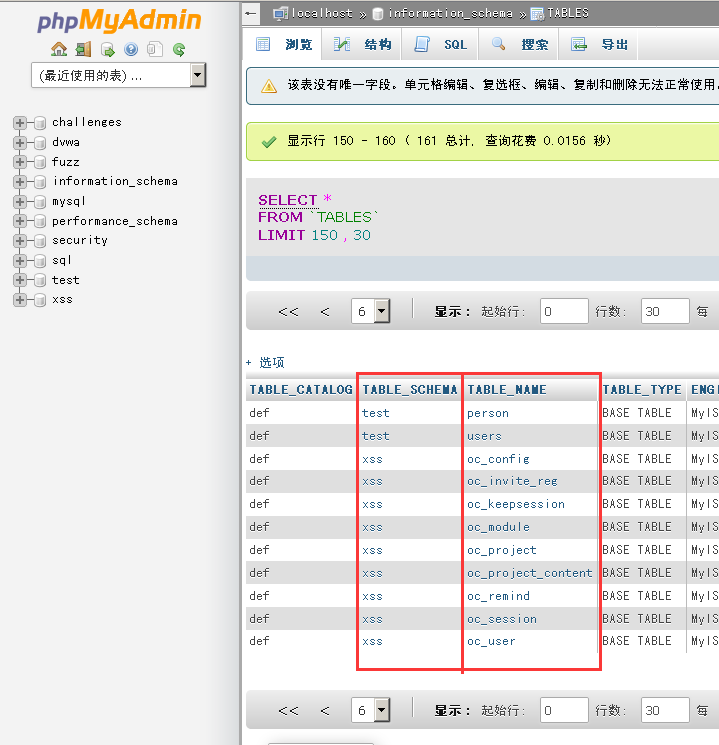 phpMyAdmin
(最近使用的表) ...
challenges
dvwa
fuzz
information_schema
mysql
performance_schema
security
sql
test
xss
localhost » information_schema » TABLES
浏览 结构 SQL 搜索 导出
该表没有唯一字段。单元格编辑、复选框、编辑、复制和删除无法正常使用。
显示行 150 - 160 ( 161 总计, 查询花费 0.0156 秒)
SELECT *
FROM `TABLES`
LIMIT 150 , 30
<< < 6 显示: 起始行: 0 行数: 30 每
+ 选项
TABLE_CATALOG TABLE_SCHEMA TABLE_NAME TABLE_TYPE ENG
def test person BASE TABLE MyIS
def test users BASE TABLE MyIS
def xss oc_config BASE TABLE MyIS
def xss oc_invite_reg BASE TABLE MyIS
def xss oc_keepsession BASE TABLE MyIS
def xss oc_module BASE TABLE MyIS
def xss oc_project BASE TABLE MyIS
def xss oc_project_content BASE TABLE MyIS
def xss oc_remind BASE TABLE MyIS
def xss oc_session BASE TABLE MyIS
def xss oc_user BASE TABLE MyIS
<< < 6 显示: 起始行: 0 行数: 30 每